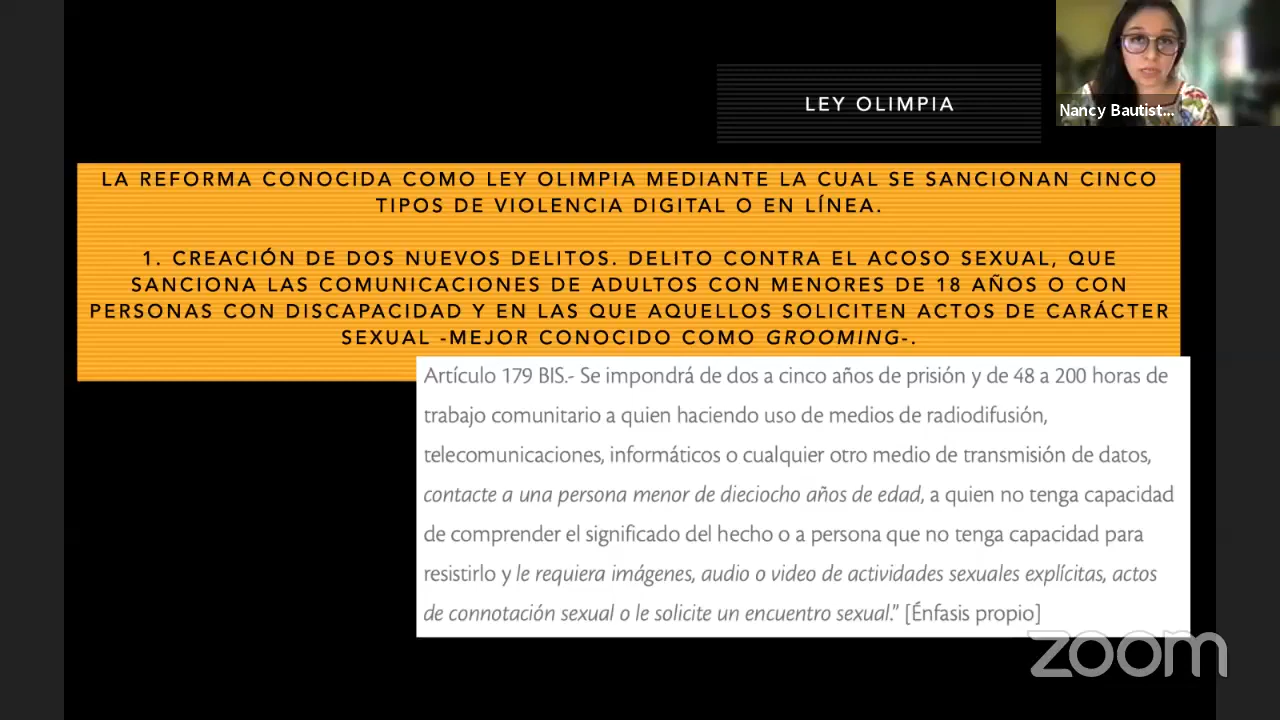 LEY OLIMPIA
Nancy Bautist...
LA REFORMA CONOCIDA COMO LEY OLIMPIA MEDIANTE LA CUAL SE SANCIONAN CINCO
TIPOS DE VIOLENCIA DIGITAL O EN LÍNEA.
1. CREACIÓN DE DOS NUEVOS DELITOS. DELITO CONTRA EL ACOSO SEXUAL, QUE
SANCIONA LAS COMUNICACIONES DE ADULTOS CON MENORES DE 18 AÑOS O CON
PERSONAS CON DISCAPACIDAD Y EN LAS QUE AQUELLOS SOLICITEN ACTOS DE CARÁCTER
SEXUAL -MEJOR CONOCIDO COMO GROOMING-.
Artículo 179 BIS.- Se impondrá de dos a cinco años de prisión y de 48 a 200 horas de
trabajo comunitario a quien haciendo uso de medios de radiodifusión,
telecomunicaciones, informáticos o cualquier otro medio de transmisión de datos,
contacte a una persona menor de dieciocho años de edad, a quien no tenga capacidad
de comprender el significado del hecho o a persona que no tenga capacidad para
resistirlo y le requiera imágenes, audio o video de actividades sexuales explícitas, actos
de connotación sexual o le solicite un encuentro sexual.” [Énfasis propio]
zoom